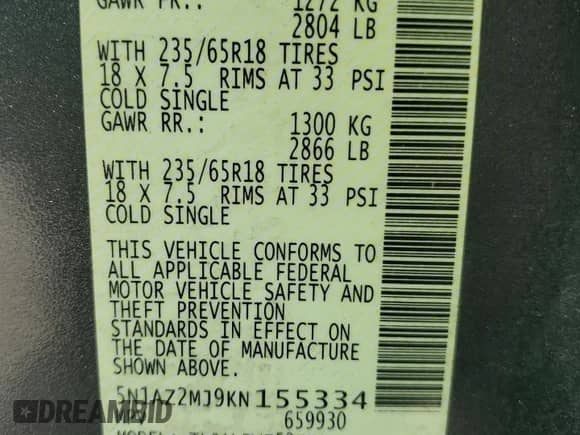 GAWR FR.: 1272 KG
2804 LB
WITH 235/65R18 TIRES
18 X 7.5 RIMS AT 33 PSI
COLD SINGLE
GAWR RR.: 1300 KG
2866 LB
WITH 235/65R18 TIRES
18 X 7.5 RIMS AT 33 PSI
COLD SINGLE
THIS VEHICLE CONFORMS TO
ALL APPLICABLE FEDERAL
MOTOR VEHICLE SAFETY AND
THEFT PREVENTION
STANDARDS IN EFFECT ON
THE DATE OF MANUFACTURE
SHOWN ABOVE.
5N1AZ2MJ9KN155334
659930
DREAMBID